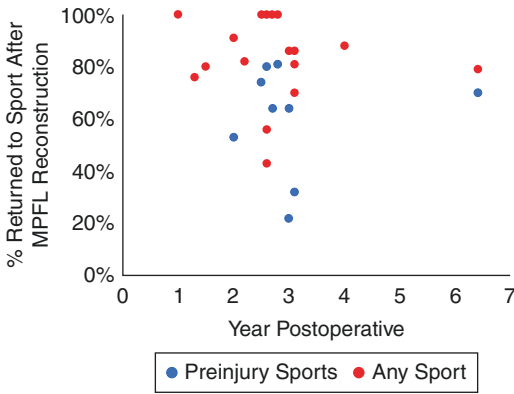 % Returned to Sport After
MPFL Reconstruction
100%
80%
60%
40%
20%
0%
0 1 2 3 4 5 6 7
Year Postoperative
Preinjury Sports Any Sport